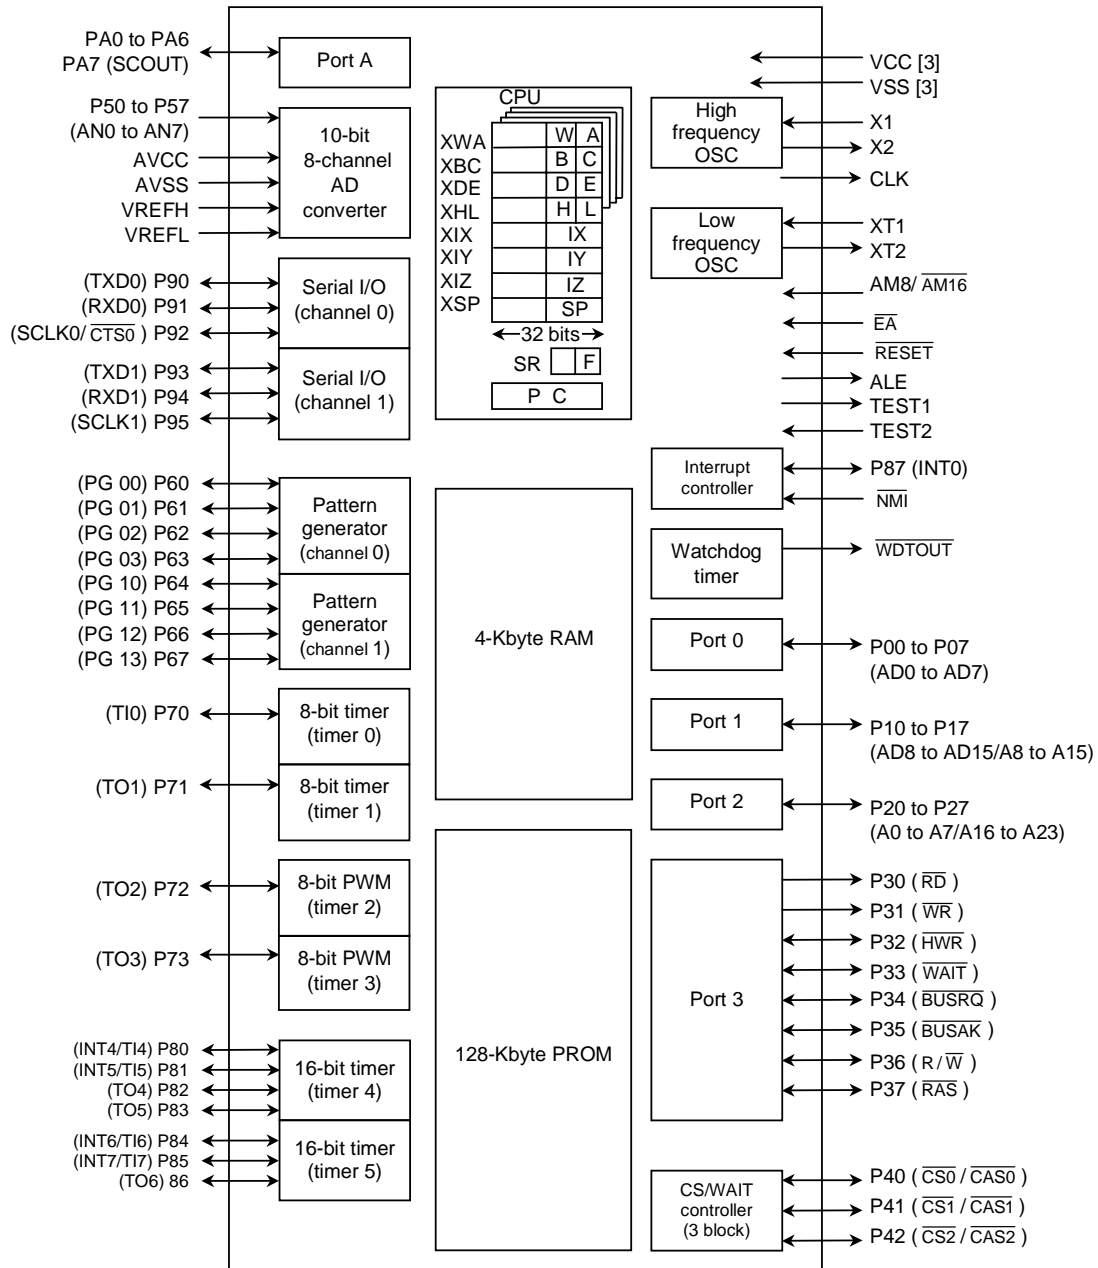 PA0 to PA6
PA7 (SCOUT)
Port A
P50 to P57
(AN0 to AN7)
AVCC
AVSS
VREFH
VREFL
10-bit
8-channel
AD
converter
(TXD0) P90
(RXD0) P91
(SCLK0/ CTS0 ) P92
Serial I/O
(channel 0)
(TXD1) P93
(RXD1) P94
(SCLK1) P95
Serial I/O
(channel 1)
(PG 00) P60
(PG 01) P61
(PG 02) P62
(PG 03) P63
Pattern
generator
(channel 0)
(PG 10) P64
(PG 11) P65
(PG 12) P66
(PG 13) P67
Pattern
generator
(channel 1)
(TI0) P70
8-bit timer
(timer 0)
(TO1) P71
8-bit timer
(timer 1)
(TO2) P72
8-bit PWM
(timer 2)
(TO3) P73
8-bit PWM
(timer 3)
(INT4/TI4) P80
(INT5/TI5) P81
(TO4) P82
(TO5) P83
16-bit timer
(timer 4)
(INT6/TI6) P84
(INT7/TI7) P85
(TO6) 86
16-bit timer
(timer 5)
CPU
XWA W A
XBC B C
XDE D E
XHL H L
XIX IX
XIY IY
XIZ IZ
XSP SP
32 bits
SR F
P C
4-Kbyte RAM
128-Kbyte PROM
VCC [3]
VSS [3]
High
frequency
OSC
X1
X2
CLK
Low
frequency
OSC
XT1
XT2
AM8/ AM16
EA
RESET
ALE
TEST1
TEST2
Interrupt
controller
P87 (INT0)
NMI
Watchdog
timer
WDTOUT
Port 0
P00 to P07
(AD0 to AD7)
Port 1
P10 to P17
(AD8 to AD15/A8 to A15)
Port 2
P20 to P27
(A0 to A7/A16 to A23)
Port 3
P30 ( RD )
P31 ( WR )
P32 ( HWR )
P33 ( WAIT )
P34 ( BUSRQ )
P35 ( BUSAK )
P36 ( R / W )
P37 ( RAS )
CS/WAIT
controller
(3 block)
P40 ( CS0 / CAS0 )
P41 ( CS1 / CAS1 )
P42 ( CS2 / CAS2 )